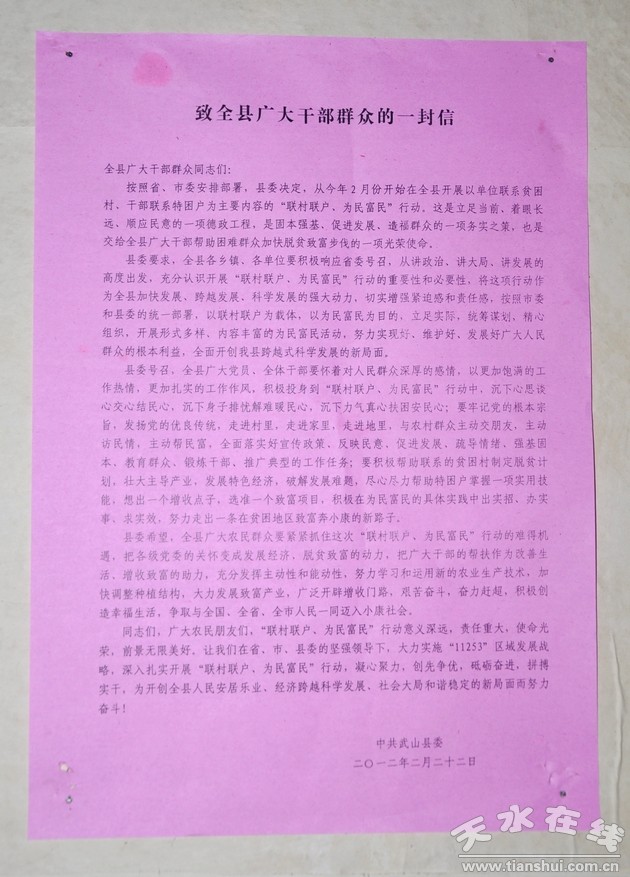 致全县广大干部群众的一封信
全县广大干部群众同志们：
按照省、市委安排部署，县委决定，从今年2月份开始在全县开展以单位联系贫困
村、干部联系特困户为主要内容的“联村联户、为民富民”行动。这是立足当前、着眼长
远、顺应民意的一项德政工程，是固本强基、促进发展、造福群众的一项务实之策，也是
交给全县广大干部帮助困难群众加快脱贫致富步伐的一项光荣使命。
县委要求，全县各乡镇、各单位要积极响应省委号召，从讲政治、讲大局、讲发展的
高度出发，充分认识开展“联村联户、为民富民”行动的重要性和必要性，将这项行动作
为全县加快发展、跨越发展、科学发展的强大动力，切实增强紧迫感和责任感，按照市委
和县委的统一部署，以联村联户为载体，以为民富民为目的，立足实际，统筹谋划，精心
组织，开展形式多样、内容丰富的为民富民活动，努力实现好、维护好、发展好广大人民
群众的根本利益，全面开创我县跨越式科学发展的新局面。
县委号召，全县广大党员、全体干部要怀着对人民群众深厚的感情，以更加饱满的工
作热情，更加扎实的工作作风，积极投身到“联村联户、为民富民”行动中，沉下心思谈
心交心结民心，沉下身子排忧解难暖民心，沉下力气真心扶困安民心；要牢记党的根本宗
旨，发扬党的优良传统，走进村里，走进家里，走进地里，与农村群众主动交朋友，主动
访民情，主动帮民富，全面落实好宣传政策、反映民意、促进发展、疏导情绪、强基固
本、教育群众、锻炼干部、推广典型的工作任务；要积极帮助联系的贫困村制定脱贫计
划，壮大主导产业，发展特色经济，破解发展难题，尽心尽力帮助特困户掌握一项实用技
能，想出一个增收点子，选准一个致富项目，积极在为民富民的具体实践中出实招、办实
事、求实效，努力走出一条在贫困地区致富奔小康的新路子。
县委希望，全县广大农民群众要紧紧抓住这次“联村联户、为民富民”行动的难得机
遇，把各级党委的关怀变成发展经济、脱贫致富的动力，把广大干部的帮扶作为改善生
活、增收致富的助力，充分发挥主动性和能动性，努力学习和运用新的农业生产技术，加
快调整种植结构，大力发展致富产业，广泛开辟增收门路，艰苦奋斗，奋力赶超，积极创
造幸福生活，争取与全国、全省、全市人民一同迈入小康社会。
同志们，广大农民朋友们，“联村联户、为民富民”行动意义深远，责任重大，使命光
荣，前景无限美好。让我们在省、市、县委的坚强领导下，大力实施“11253”区域发展战
略，深入扎实开展“联村联户、为民富民”行动，凝心聚力，创先争优，砥砺奋进，拼搏
实干，为开创全县人民安居乐业、经济跨越科学发展、社会大局和谐稳定的新局面而努力
奋斗！
中共武山县委
二〇一二年二月二十二日
天水在线
www.tianshui.com.cn